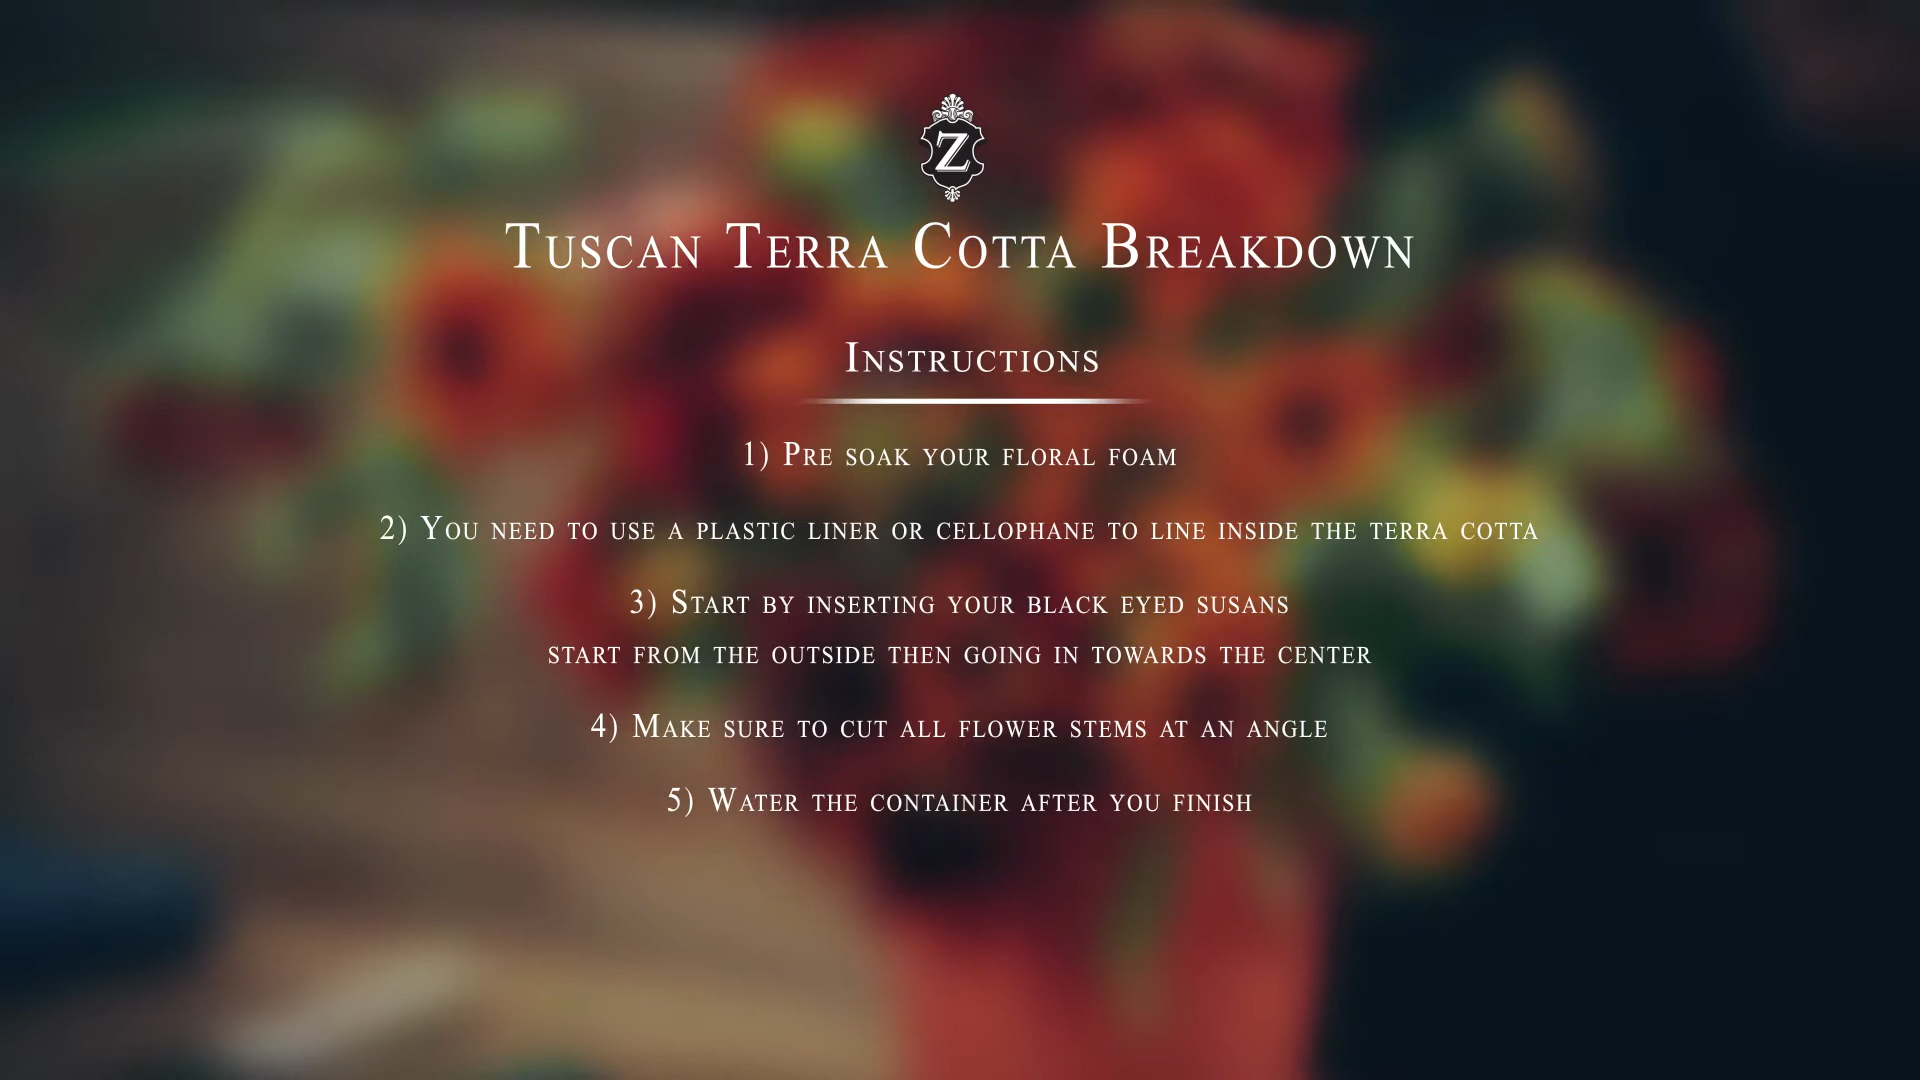 Z
Tuscan Terra Cotta Breakdown
Instructions
1) Pre soak your floral foam
2) You need to use a plastic liner or cellophane to line inside the terra cotta
3) Start by inserting your black eyed susans
start from the outside then going in towards the center
4) Make sure to cut all flower stems at an angle
5) Water the container after you finish